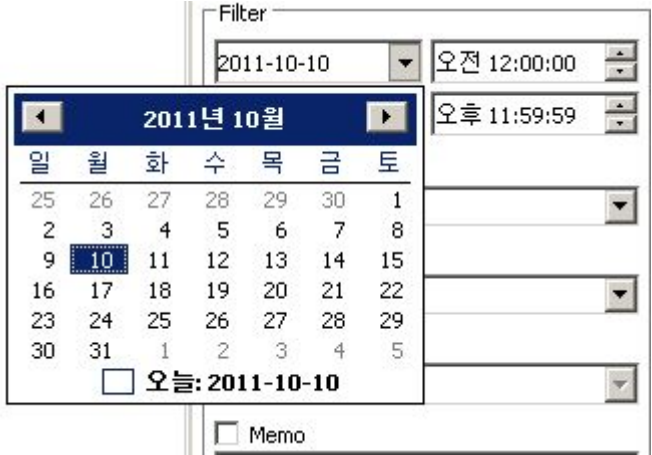 Filter
2011-10-10 오전 12:00:00
오후 11:59:59
2011년 10월
일 월 화 수 목 금 토
25 26 27 28 29 30 1
2 3 4 5 6 7 8
9 10 11 12 13 14 15
16 17 18 19 20 21 22
23 24 25 26 27 28 29
30 31 1 2 3 4 5
오늘: 2011-10-10
Memo